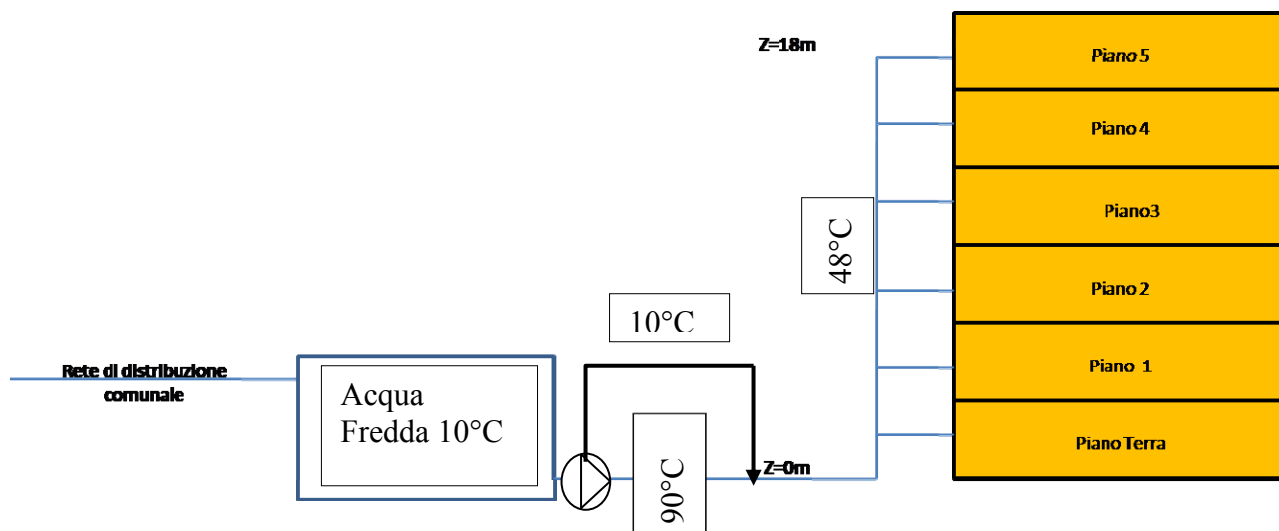 Z=18m
Piano 5
Piano 4
Piano3
48°C
Piano 2
10°C
Rete di distribuzione
comunale
Piano 1
Acqua
Fredda 10°C
90°C
Z=0m
Piano Terra